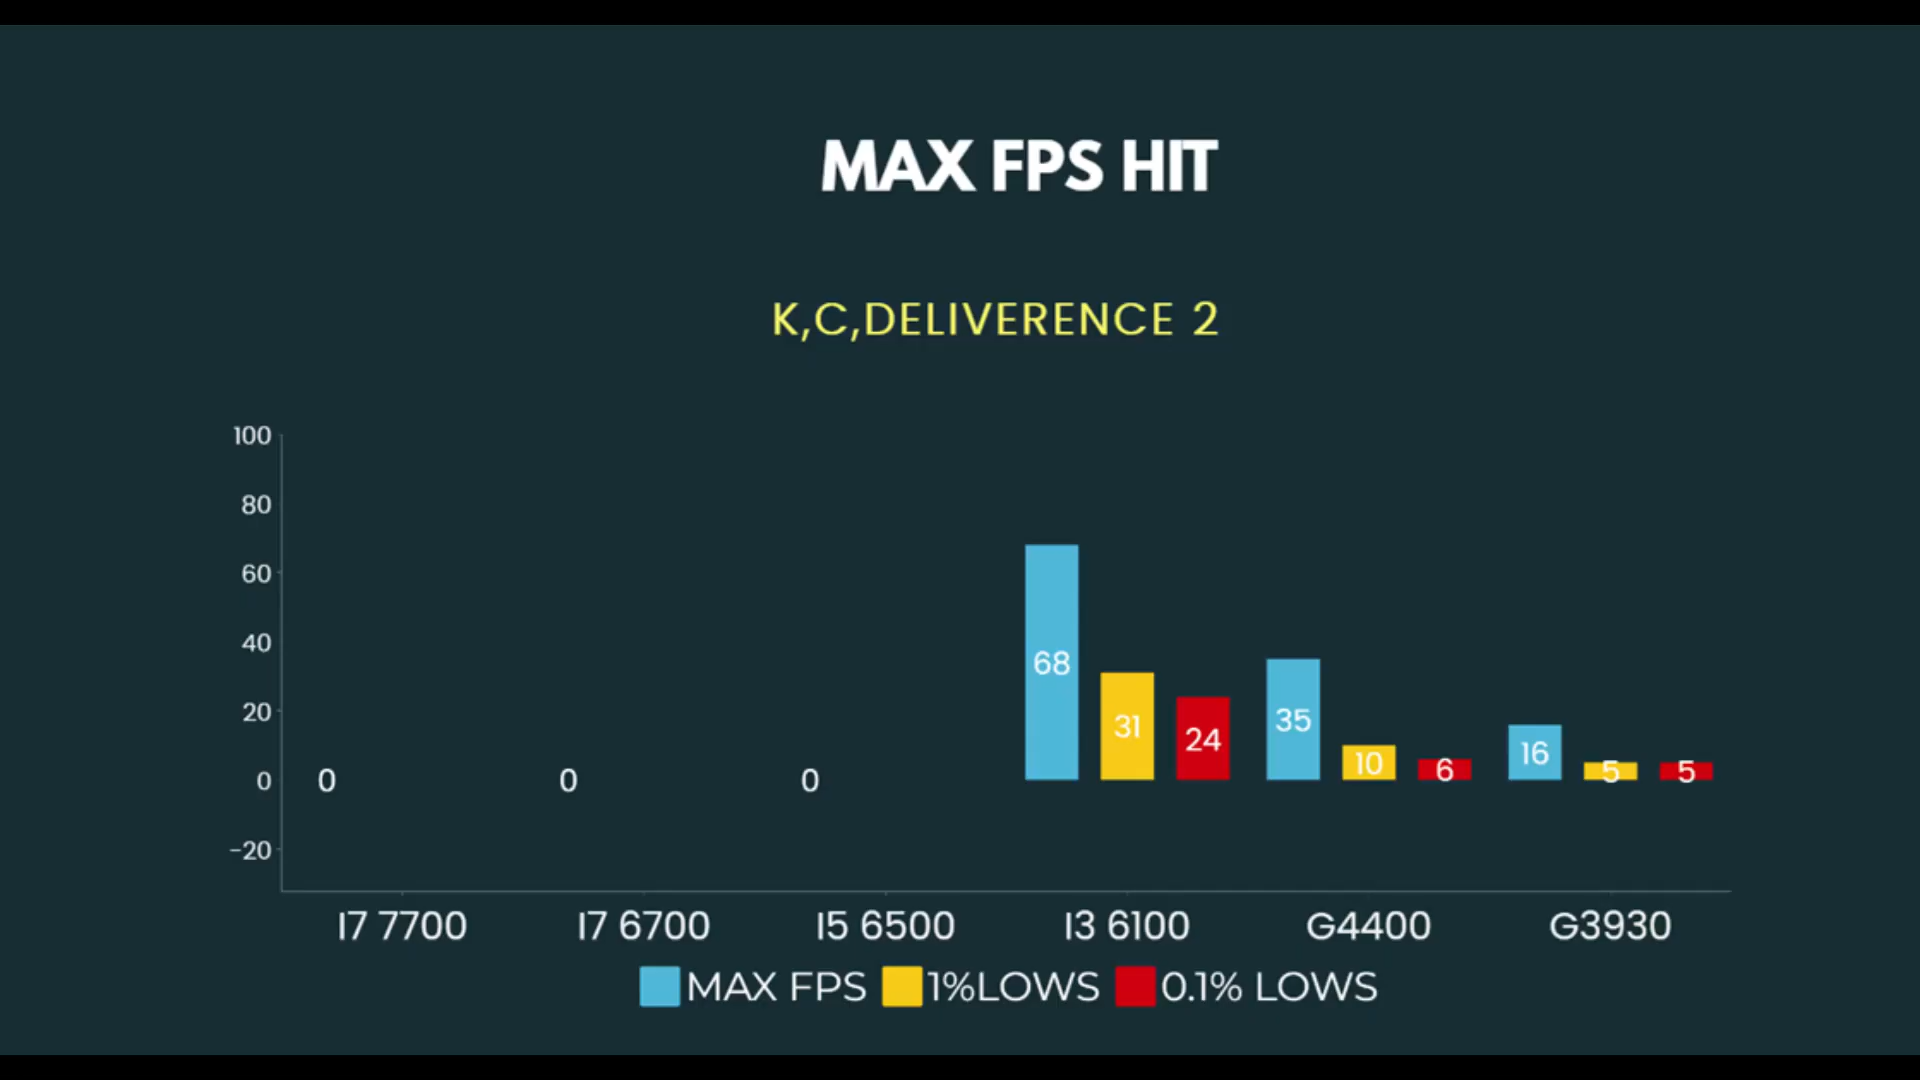 MAX FPS HIT
K,C,DELIVERENCE 2
100
80
60
40
20
0
-20
0
0
0
68
31
24
35
10
6
16
5
5
I7 7700
I7 6700
I5 6500
I3 6100
G4400
G3930
MAX FPS
1%LOWS
0.1% LOWS